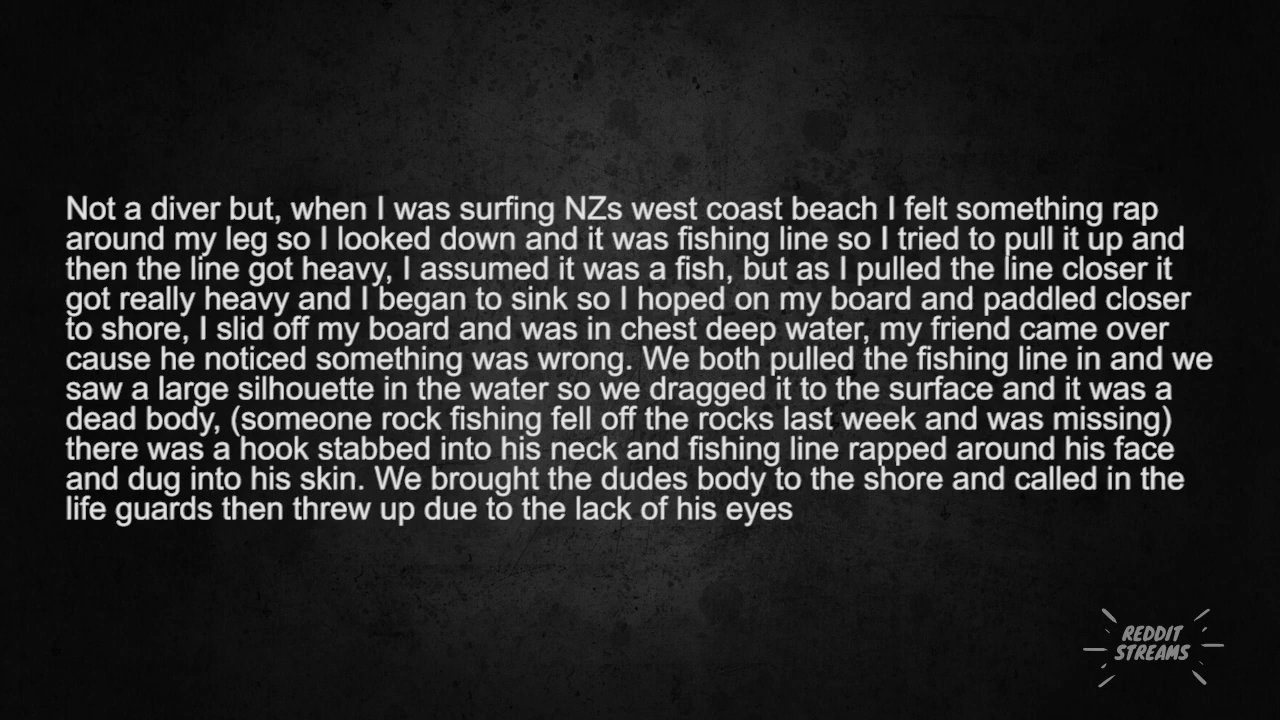 Not a diver but, when I was surfing NZs west coast beach I felt something rap
around my leg so I looked down and it was fishing line so I tried to pull it up and
then the line got heavy, I assumed it was a fish, but as I pulled the line closer it
got really heavy and I began to sink so I hoped on my board and paddled closer
to shore, I slid off my board and was in chest deep water, my friend came over
cause he noticed something was wrong. We both pulled the fishing line in and we
saw a large silhouette in the water so we dragged it to the surface and it was a
dead body, (someone rock fishing fell off the rocks last week and was missing)
there was a hook stabbed into his neck and fishing line rapped around his face
and dug into his skin. We brought the dudes body to the shore and called in the
life guards then threw up due to the lack of his eyes
REDDIT
STREAMS